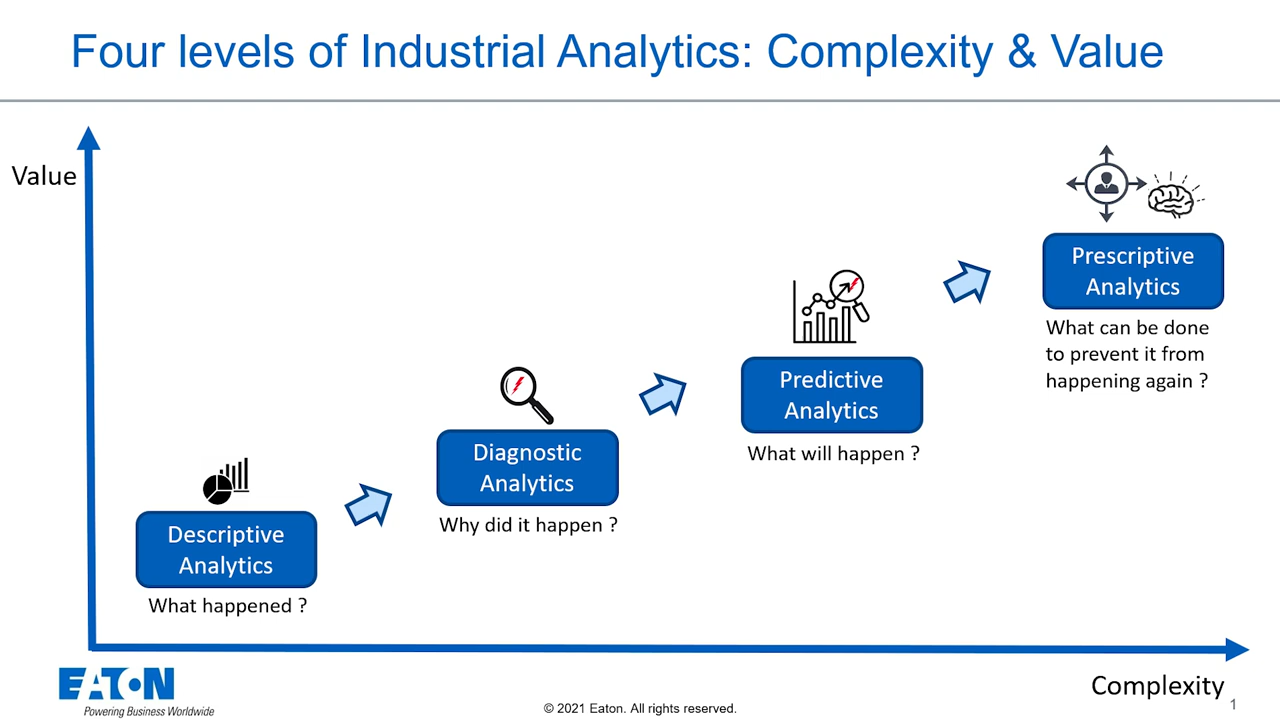 Four levels of Industrial Analytics: Complexity & Value
Value
Prescriptive
Analytics
What can be done
to prevent it from
happening again ?
Predictive
Analytics
What will happen ?
Diagnostic
Analytics
Why did it happen ?
Descriptive
Analytics
What happened ?
Complexity
EATON
Powering Business Worldwide
© 2021 Eaton. All rights reserved.
1